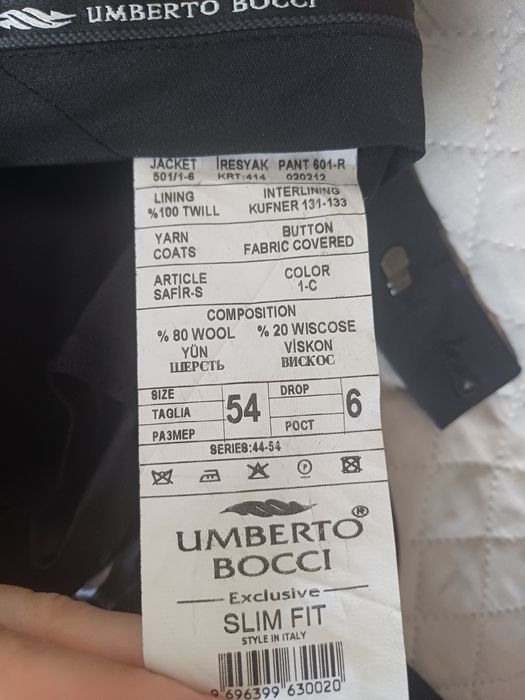 UMBERTO BOCCI
JACKET İRESYAK PANT 601-R
501/1-6 KRT:414 020212
LINING INTERLINING
%100 TWILL KUFNER 131-133
YARN BUTTON
COATS FABRIC COVERED
ARTICLE COLOR
SAFİR-S 1-C
COMPOSITION
% 80 WOOL % 20 WISCOSE
YÜN VİSKON
ШЕРСТЬ ВИСКОС
SIZE DROP
TAGLIA 54 6
РАЗМЕР РОСТ
SERIES:44-54
P
UMBERTO®
BOCCI
Exclusive
SLIM FIT
STYLE IN ITALY
9 696399 630020